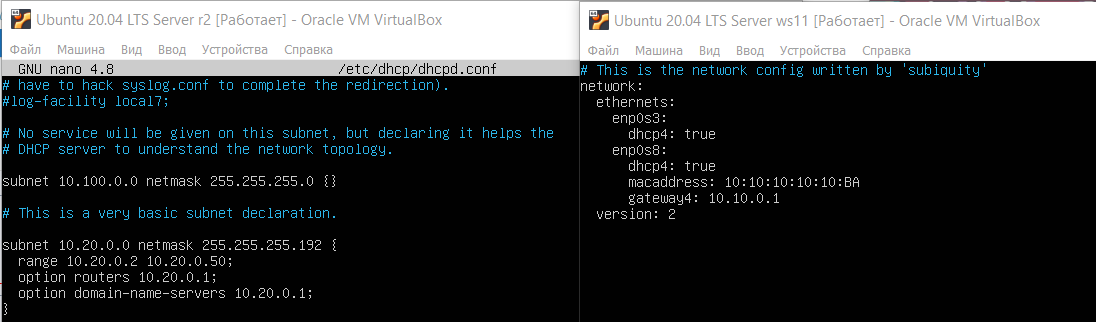 Ubuntu 20.04 LTS Server r2 [Работает] - Oracle VM VirtualBox
Файл Машина Вид Ввод Устройства Справка
GNU nano 4.8 /etc/dhcp/dhcpd.conf
# have to hack syslog.conf to complete the redirection).
#log-facility local7;
# No service will be given on this subnet, but declaring it helps the
# DHCP server to understand the network topology.
subnet 10.100.0.0 netmask 255.255.255.0 {}
# This is a very basic subnet declaration.
subnet 10.20.0.0 netmask 255.255.255.192 {
range 10.20.0.2 10.20.0.50;
option routers 10.20.0.1;
option domain-name-servers 10.20.0.1;
}
Ubuntu 20.04 LTS Server ws11 [Работает] - Oracle VM VirtualBox
Файл Машина Вид Ввод Устройства Справка
# This is the network config written by 'subiquity'
network:
ethernets:
enp0s3:
dhcp4: true
enp0s8:
dhcp4: true
macaddress: 10:10:10:10:10:BA
gateway4: 10.10.0.1
version: 2